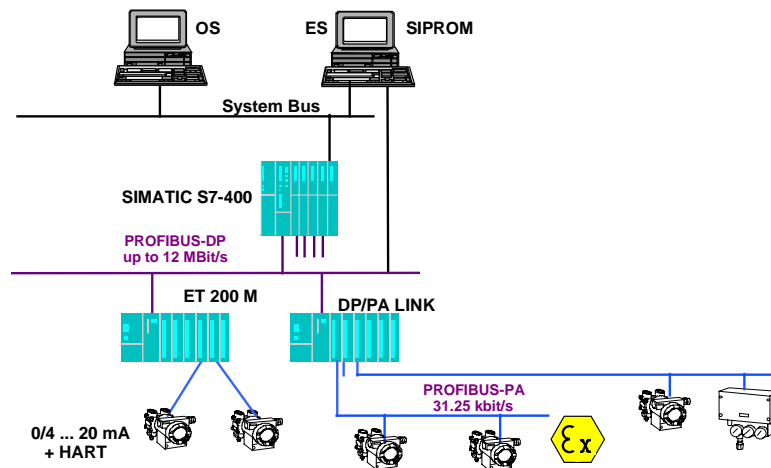 OS
ES SIPROM
System Bus
SIMATIC S7-400
PROFIBUS-DP
up to 12 MBit/s
ET 200 M
DP/PA LINK
PROFIBUS-PA
31.25 kbit/s
0/4 ... 20 mA
+ HART
Ex